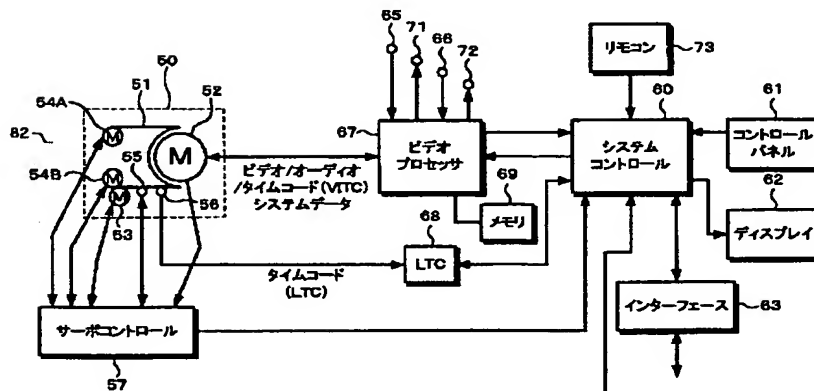 65
71
66
72
リモコン
73
50
51
52
54A
82
M
M
54B
M
55
M
53
56
67
ビデオ
プロセッサ
60
システム
コントロール
61
コントロール
パネル
ビデオ/オーディオ
/タイムコード(VITC)
システムデータ
69
メモリ
62
ディスプレイ
68
LTC
タイムコード
(LTC)
サーボコントロール
57
インターフェース
63